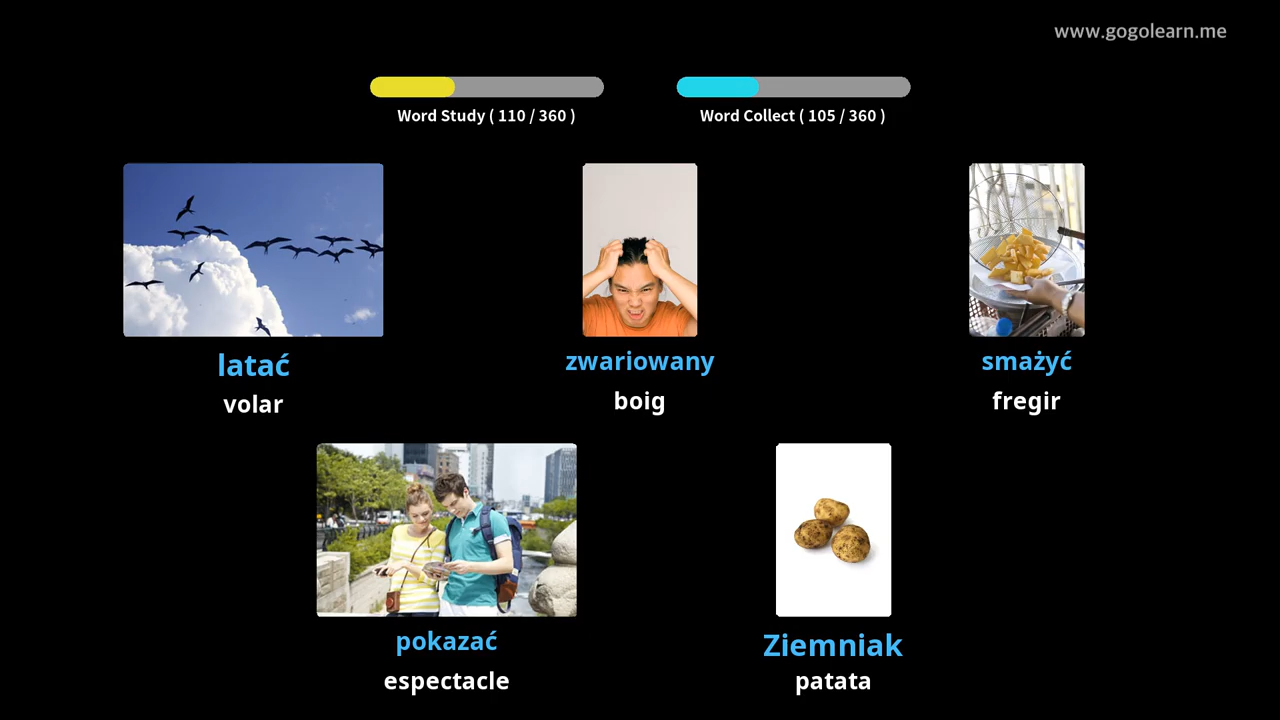 www.gogolearn.me
Word Study ( 110 / 360 )
Word Collect ( 105 / 360 )
latać
volar
zwariowany
boig
smażyć
fregir
pokazać
espectacle
Ziemniak
patata